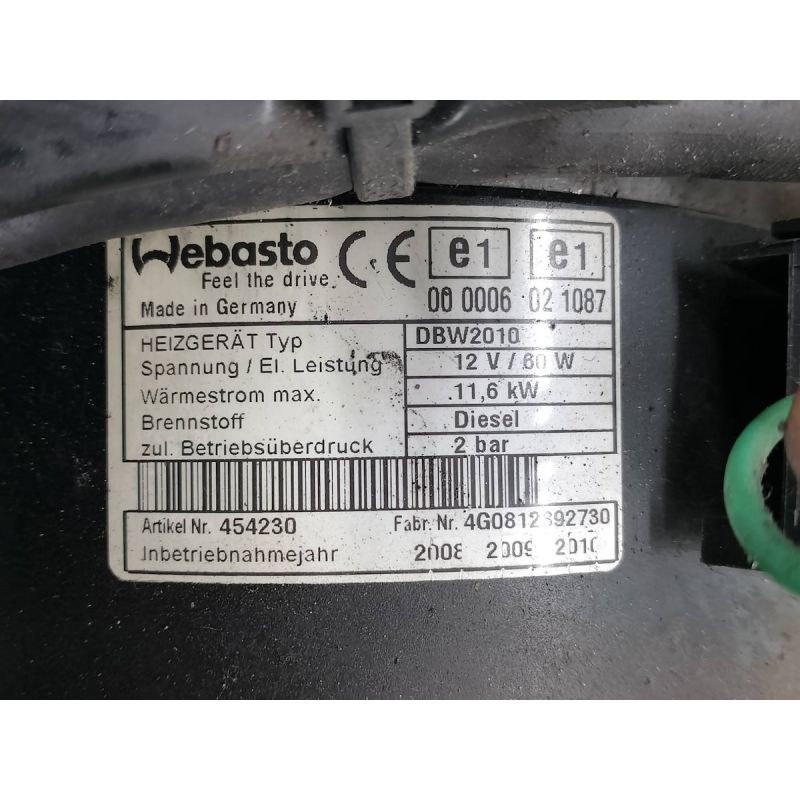 Webasto CE e1 e1
Feel the drive.
Made in Germany 00 0006 02 1087
HEIZGERÄT Typ DBW2010
Spannung / El. Leistung 12 V / 60 W
Wärmestrom max. 11,6 kW
Brennstoff Diesel
zul. Betriebsüberdruck 2 bar
Artikel Nr. 454230 Fabr. Nr. 4G0812892730
Jnbetriebnahmejahr 2008 2009 2010